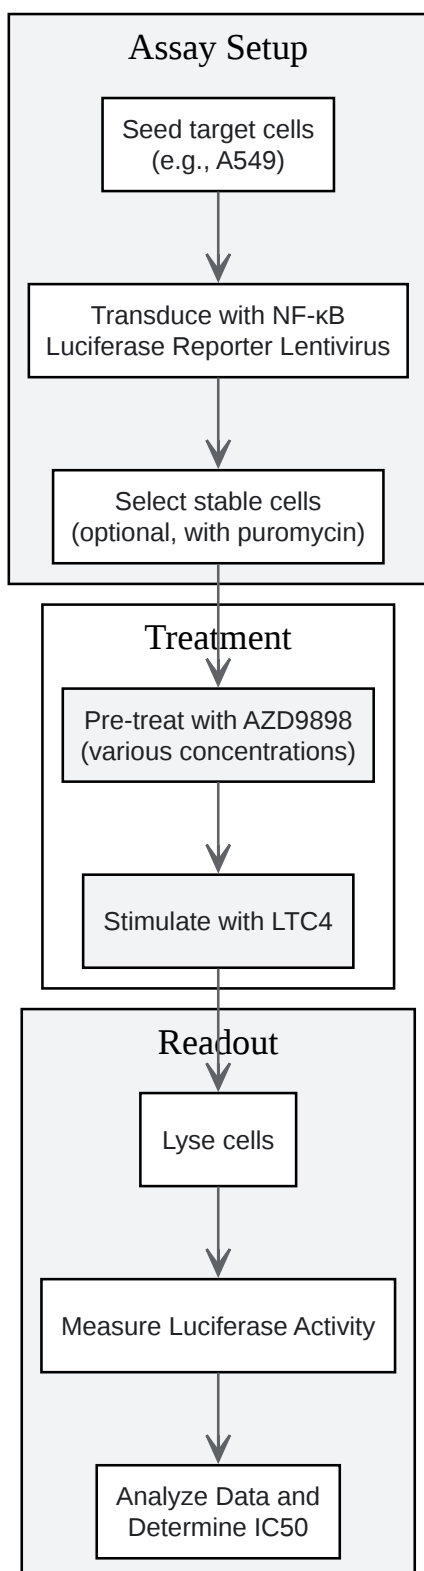 Assay Setup
Seed target cells
(e.g., A549)
Transduce with NF-κB
Luciferase Reporter Lentivirus
Select stable cells
(optional, with puromycin)
Treatment
Pre-treat with AZD9898
(various concentrations)
Stimulate with LTC4
Readout
Lyse cells
Measure Luciferase Activity
Analyze Data and
Determine IC50